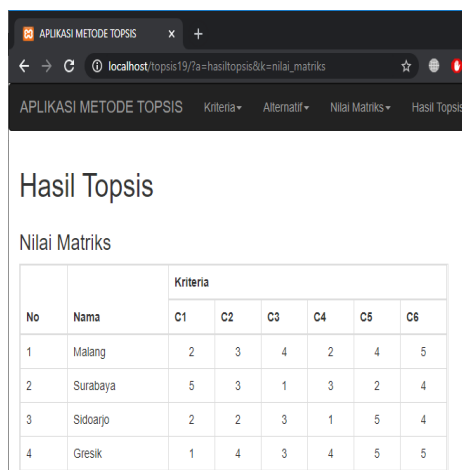 APLIKASI METODE TOPSIS
localhost/topsis19/?a=hasiltopsis&k=nilai_matriks
APLIKASI METODE TOPSIS Kriteria Alternatif Nilai Matriks Hasil Topsis
Hasil Topsis
Nilai Matriks
Kriteria
No Nama C1 C2 C3 C4 C5 C6
1 Malang 2 3 4 2 4 5
2 Surabaya 5 3 1 3 2 4
3 Sidoarjo 2 2 3 1 5 4
4 Gresik 1 4 3 4 5 5